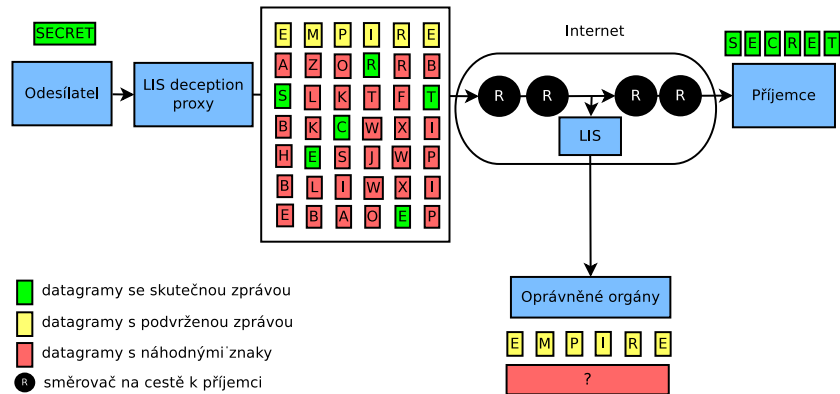 SECRET
Odesílatel
LIS deception
proxy
E M P I R E
A Z O R R B
S L K T F T
B K C W X I
H E S J W P
B L I W X I
E B A O E P
Internet
R R R R
LIS
S E C R E T
Příjemce
Oprávněné orgány
E M P I R E
?
datagramy se skutečnou zprávou
datagramy s podvrženou zprávou
datagramy s náhodnými znaky
R směrovač na cestě k příjemci